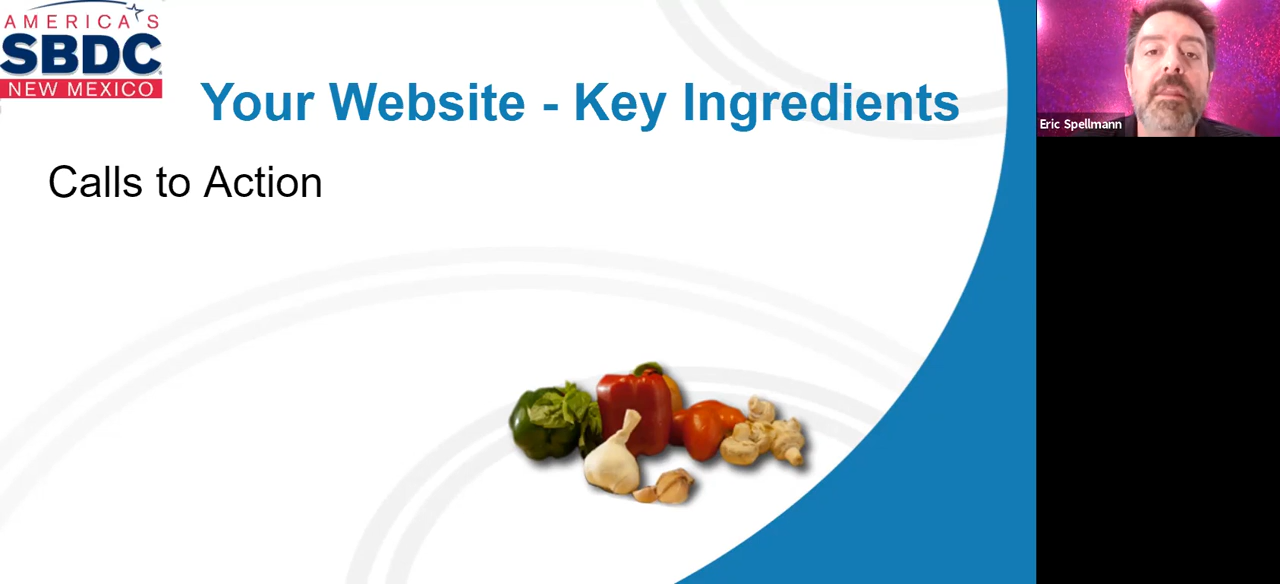 AMERICA'S
SBDC
NEW MEXICO
Your Website - Key Ingredients
Calls to Action
Eric Spellmann